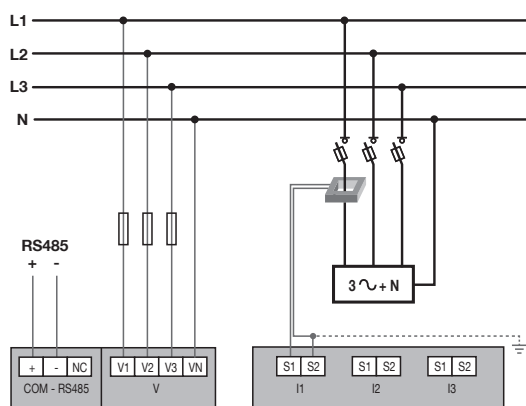 L1
L2
L3
N
RS485
+ -
3 + N
+ - NC V1 V2 V3 VN S1 S2 S1 S2 S1 S2
COM - RS485 V I1 I2 I3